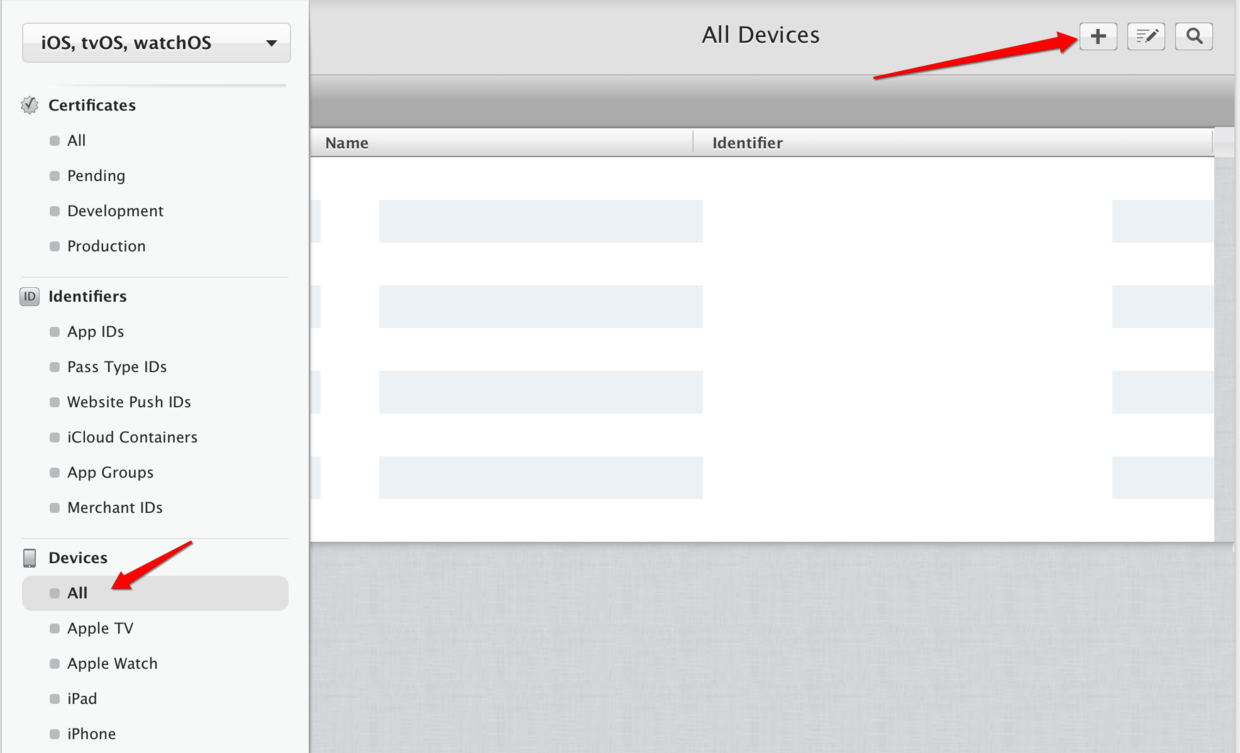 iOS, tvOS, watchOS
All Devices
Certificates
All
Pending
Development
Production
ID Identifiers
App IDs
Pass Type IDs
Website Push IDs
iCloud Containers
App Groups
Merchant IDs
Devices
All
Apple TV
Apple Watch
iPad
iPhone
Name Identifier